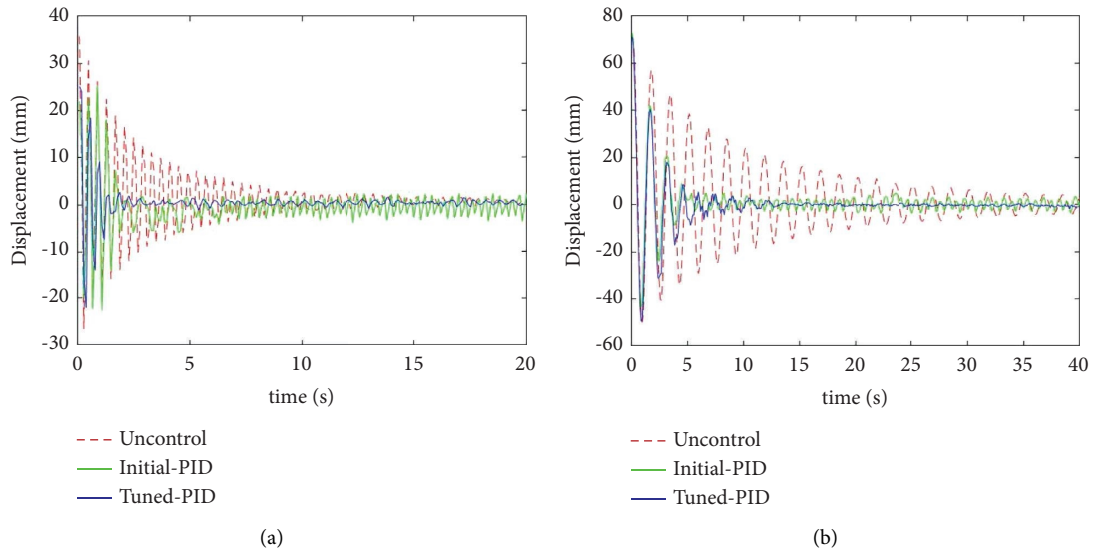 40
30
20
10
0
-10
-20
-30
Displacement (mm)
0 5 10 15 20
time (s)
Uncontrol
Initial-PID
Tuned-PID
(a)
80
60
40
20
0
-20
-40
-60
Displacement (mm)
0 5 10 15 20 25 30 35 40
time (s)
Uncontrol
Initial-PID
Tuned-PID
(b)